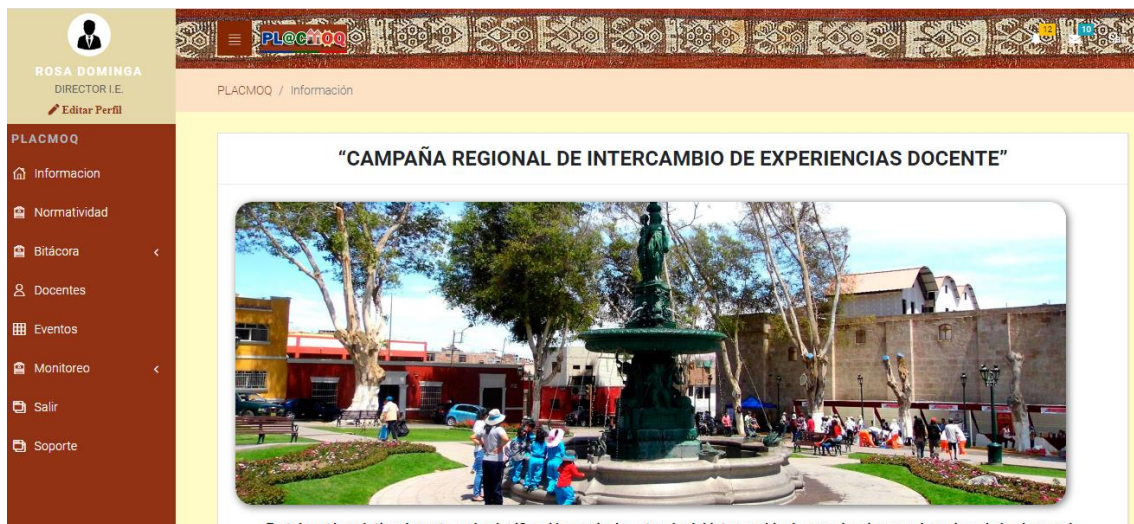 ROSA DOMINGA
DIRECTOR I.E.
Editar Perfil
PLACMOQ
Informacion
Normatividad
Bitácora
Docentes
Eventos
Monitoreo
Salir
Soporte
PL@CMOQ
12
10
PLACMOQ / Información
“CAMPAÑA REGIONAL DE INTERCAMBIO DE EXPERIENCIAS DOCENTE”